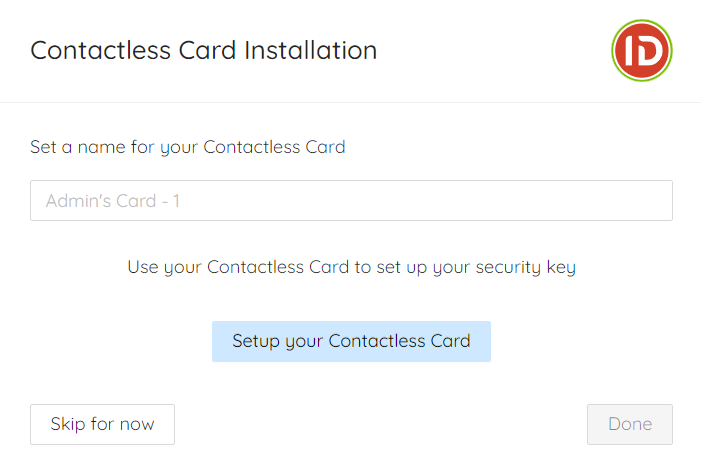 Contactless Card Installation
ID
Set a name for your Contactless Card
Admin's Card - 1
Use your Contactless Card to set up your security key
Setup your Contactless Card
Skip for now
Done